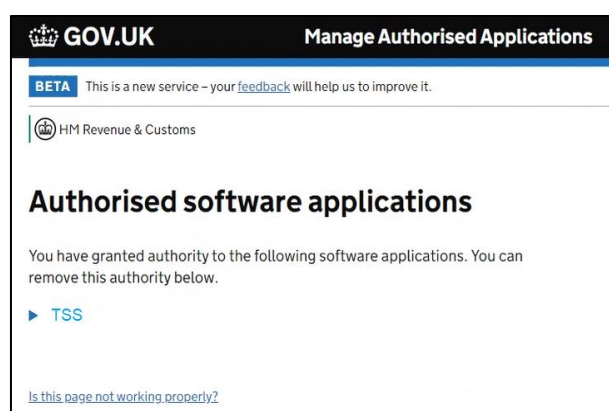 GOV.UK Manage Authorised Applications
BETA This is a new service – your feedback will help us to improve it.
HM Revenue & Customs
Authorised software applications
You have granted authority to the following software applications. You can
remove this authority below.
TSS
Is this page not working properly?